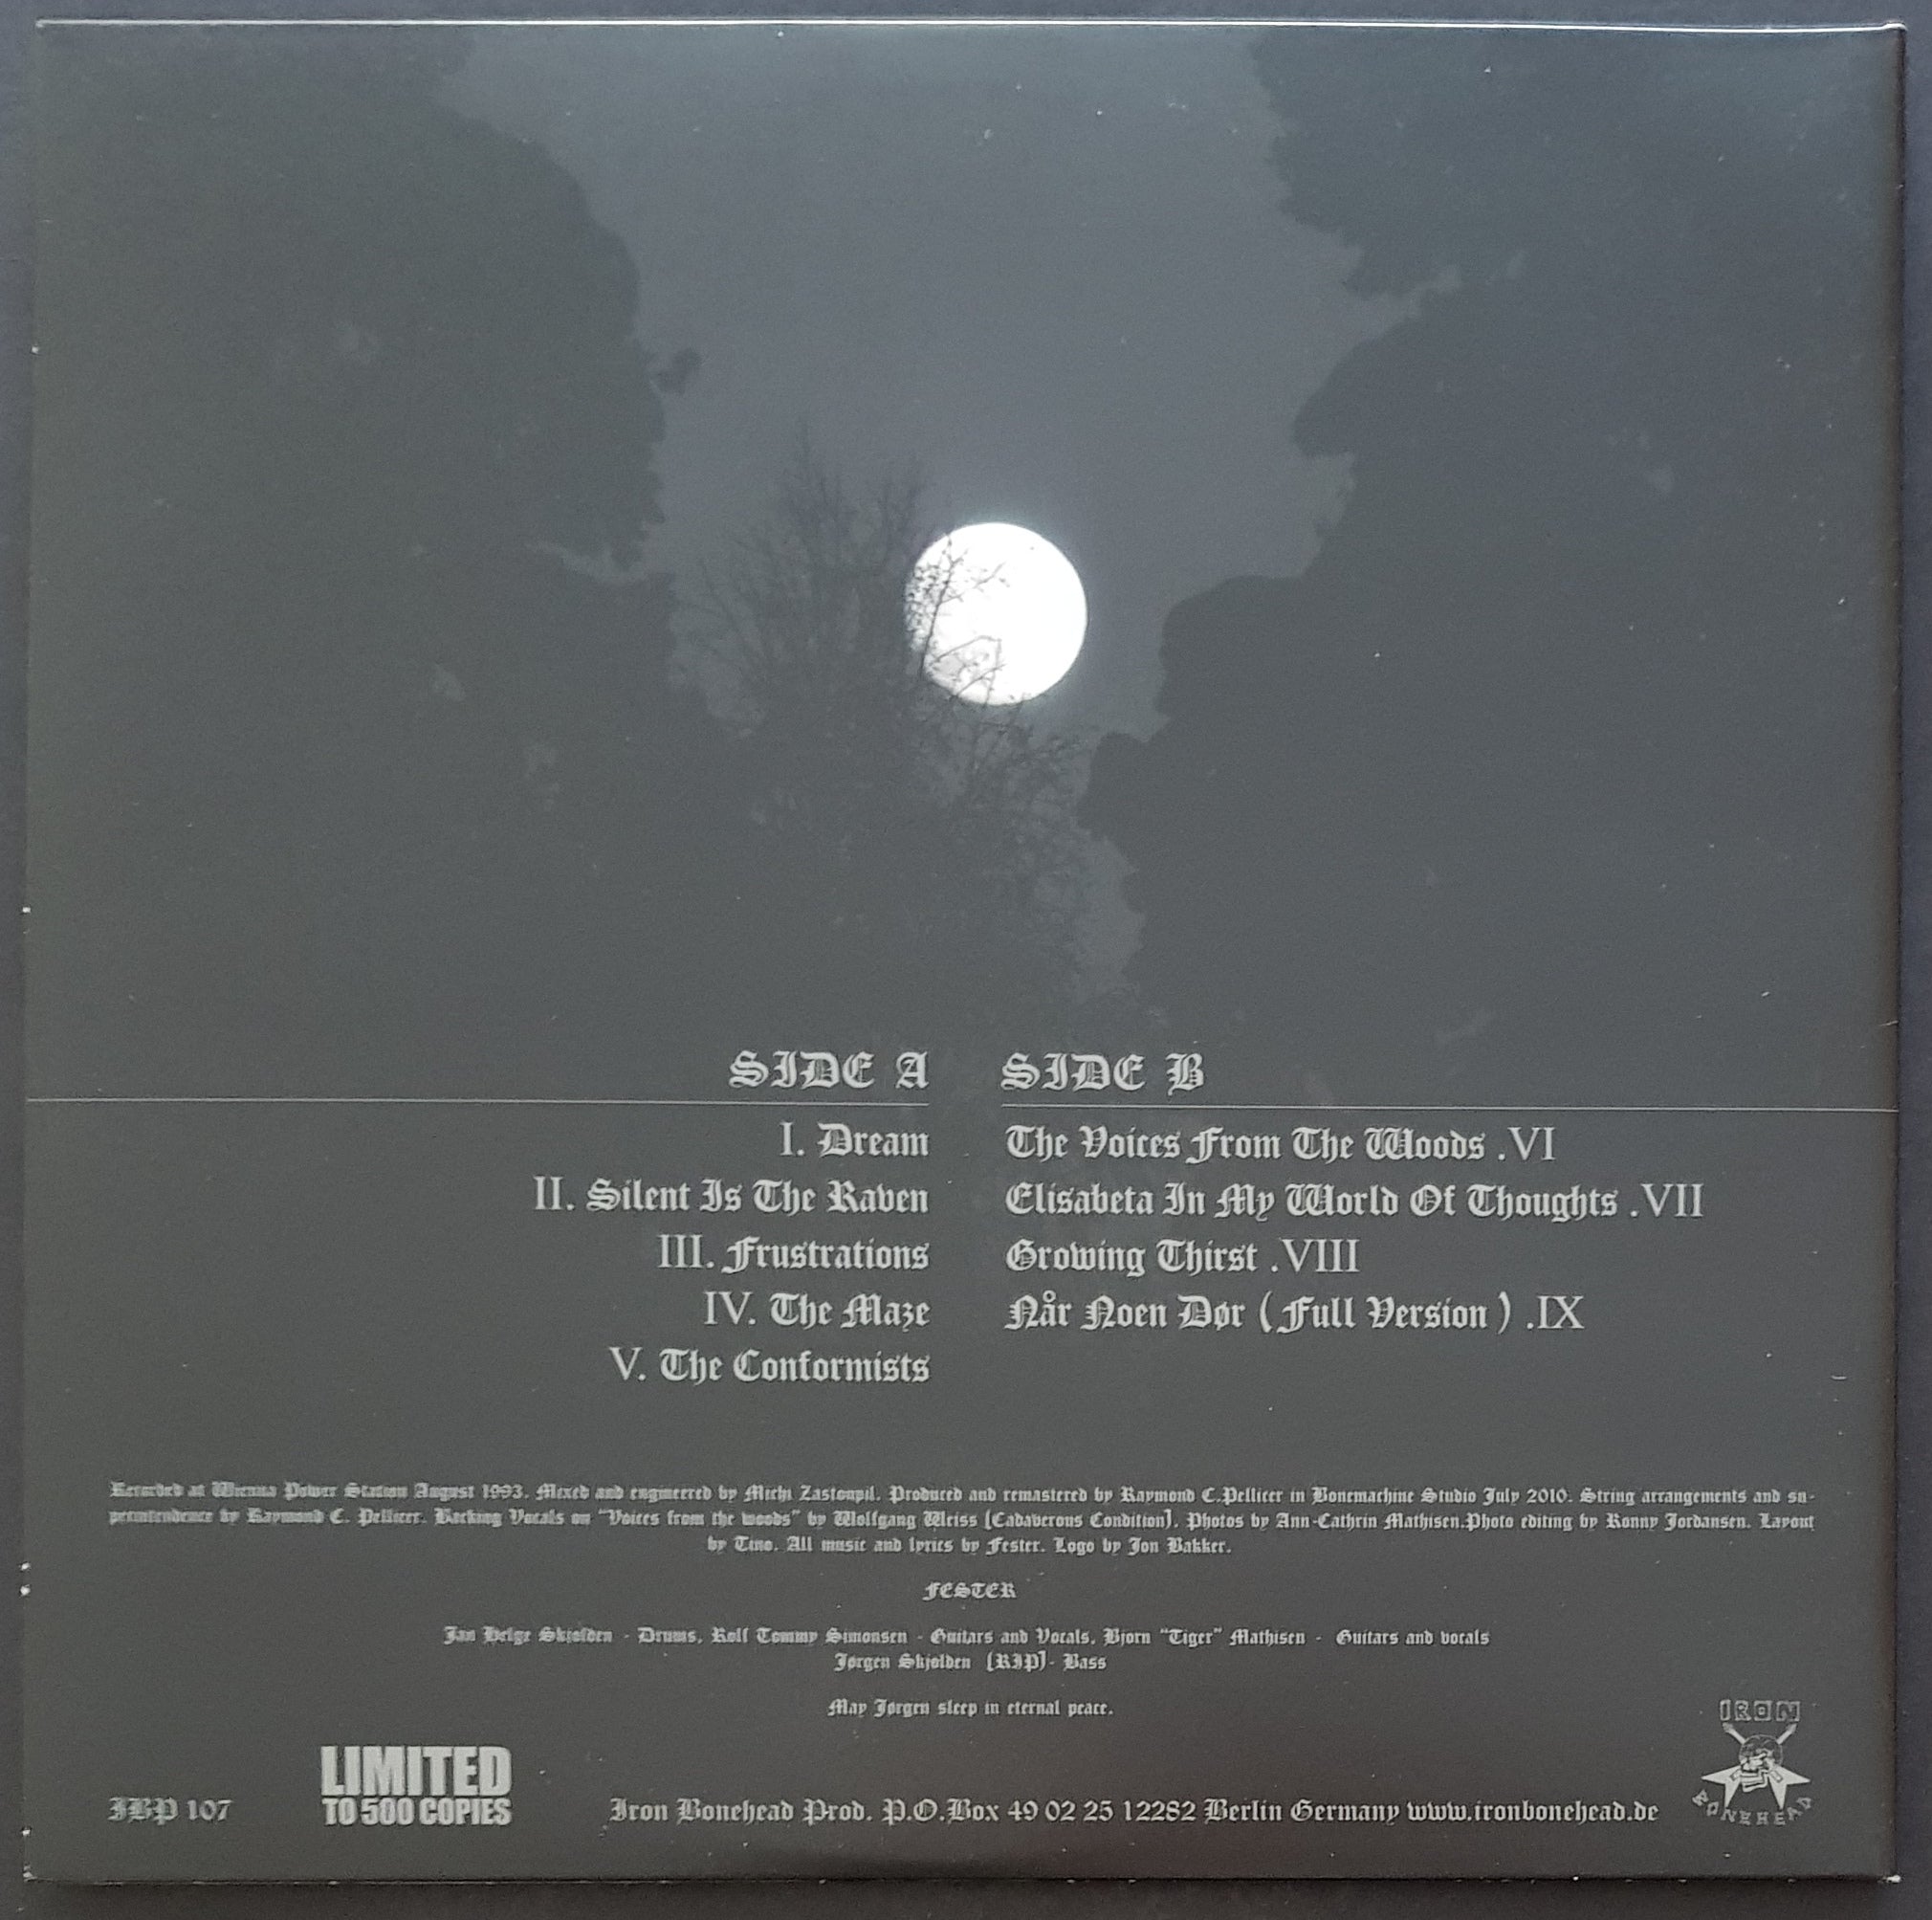 SIDE A
I. Dream
II. Silent Is The Raven
III. Frustrations
IV. The Maze
V. The Conformists
SIDE B
The Voices From The Woods .VI
Elisabeta In My World Of Thoughts .VII
Growing Thirst .VIII
Når Noen Dør ( Full Version ) .IX
Recorded at Wienna Power Station August 1993. Mixed and engineered by Michi Zastoupil. Produced and remastered by Raymond C.Pellicer in Bonemachine Studio July 2010. String arrangements and su-
perintendence by Raymond C. Pellicer. Backing Vocals on "Voices from the woods" by Wolfgang Weiss [Cadaverous Condition]. Photos by Ann-Cathrin Mathisen.Photo editing by Ronny Jordansen. Layout
by Tino. All music and lyrics by Fester. Logo by Jon Bakker.
FESTER
Jan Helge Skjolden - Drums, Rolf Tommy Simonsen - Guitars and Vocals, Bjorn "Tiger" Mathisen - Guitars and vocals
Jørgen Skjolden [RIP]- Bass
May Jørgen sleep in eternal peace.
IBP 107
LIMITED
TO 500 COPIES
Iron Bonehead Prod. P.O.Box 49 02 25 12282 Berlin Germany www.ironbonehead.de
IRON
BONEHEAD